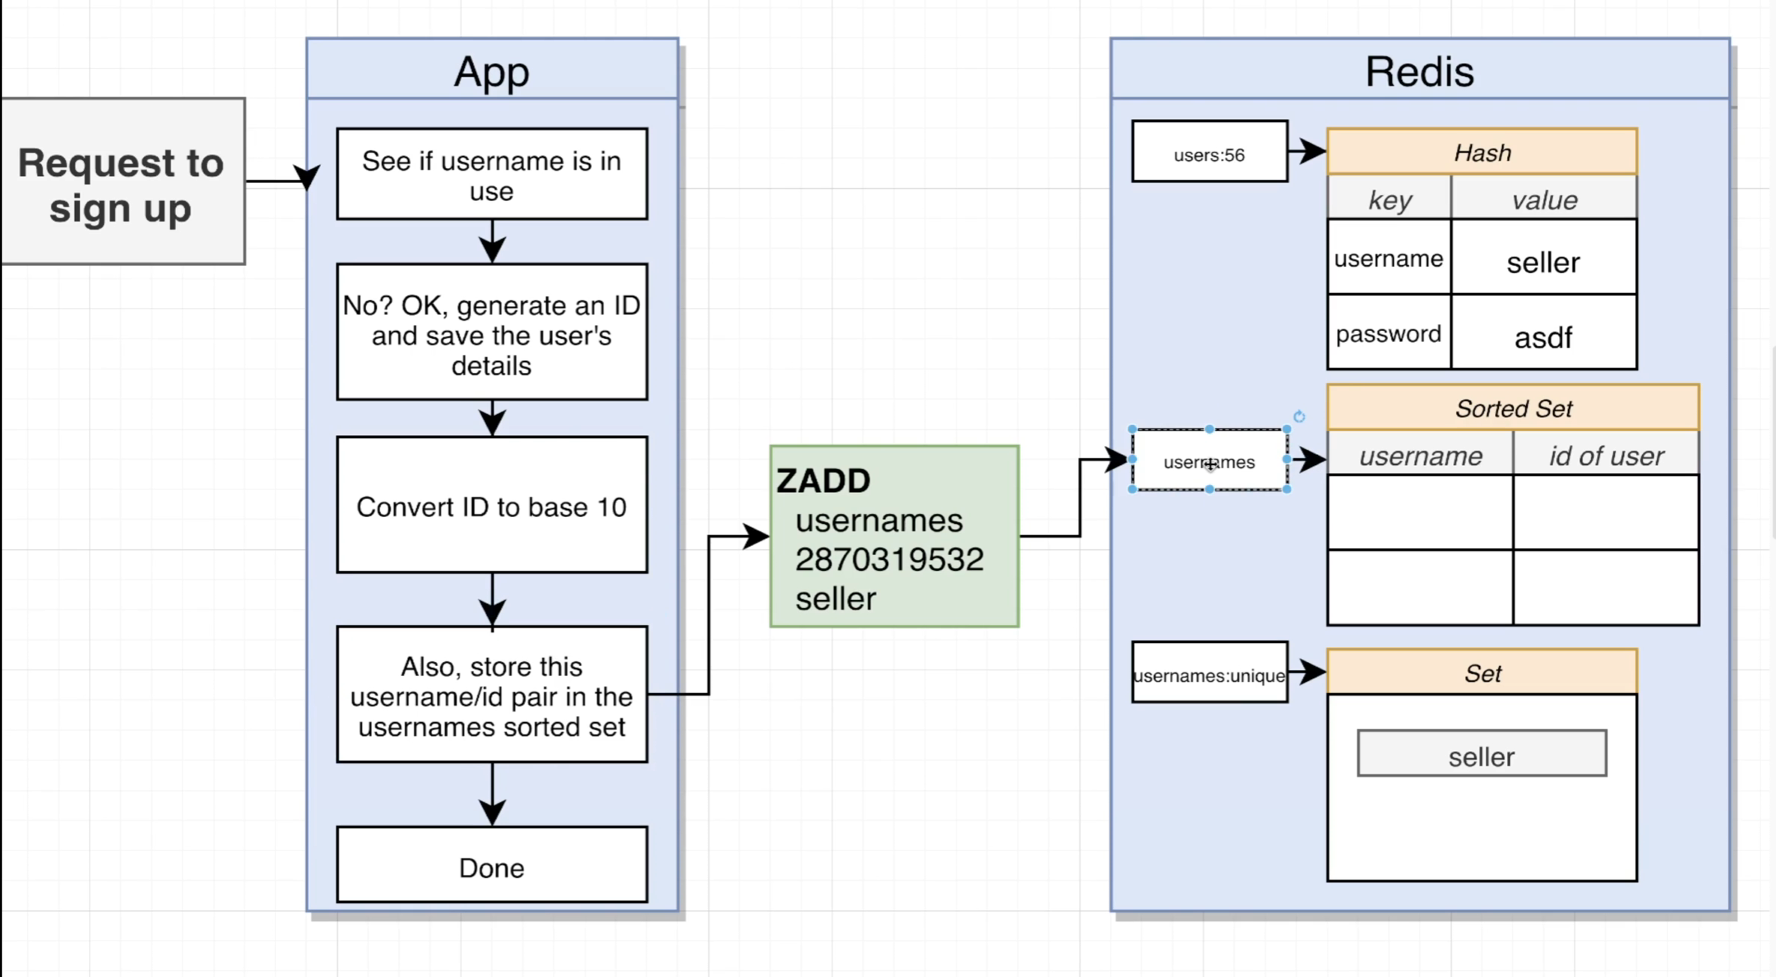 Request to
sign up
App
See if username is in
use
No? OK, generate an ID
and save the user's
details
Convert ID to base 10
Also, store this
username/id pair in the
usernames sorted set
Done
ZADD
usernames
2870319532
seller
Redis
users:56
Hash
key value
username seller
password asdf
usernames
Sorted Set
username id of user
usernames:unique
Set
seller